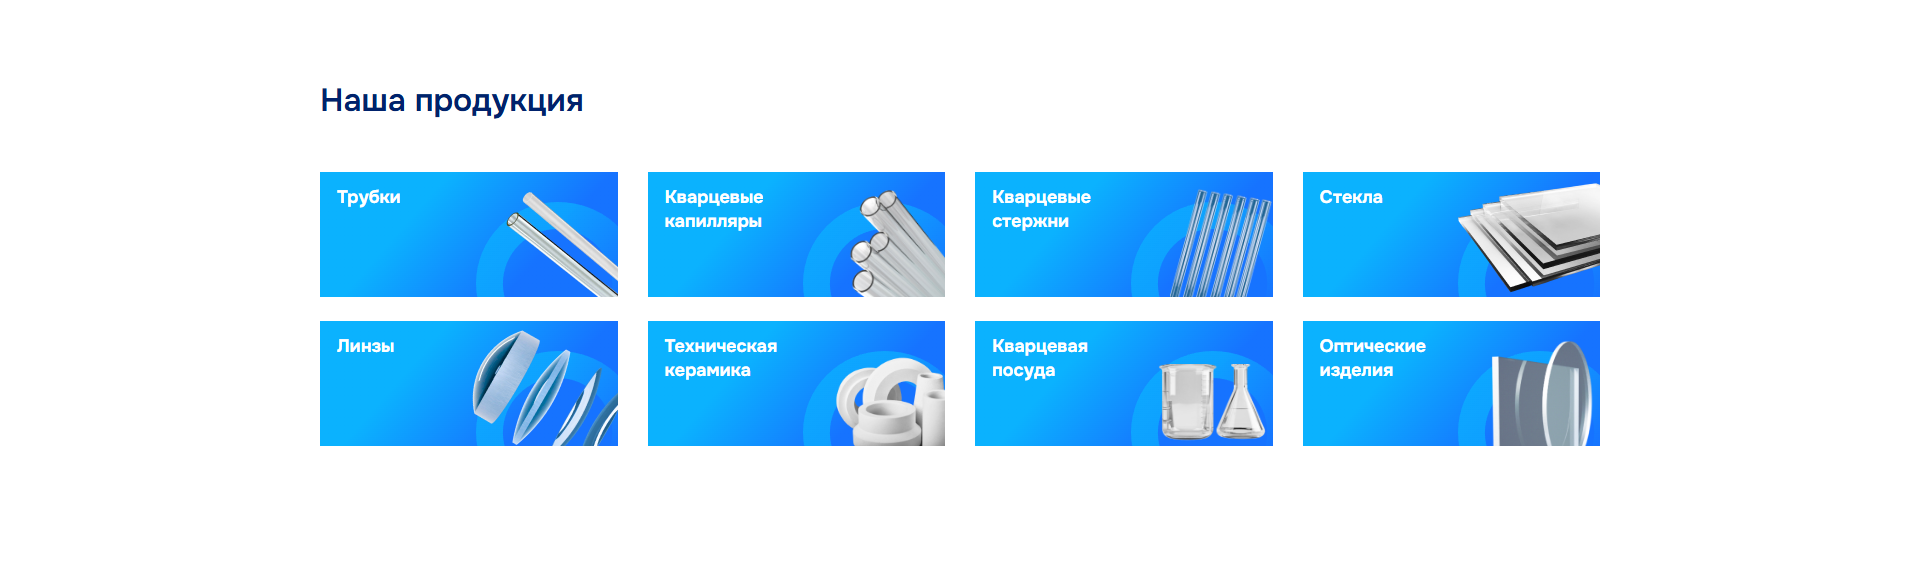 Наша продукция
Трубки
Кварцевые
капилляры
Кварцевые
стержни
Стекла
Линзы
Техническая
керамика
Кварцевая
посуда
Оптические
изделия